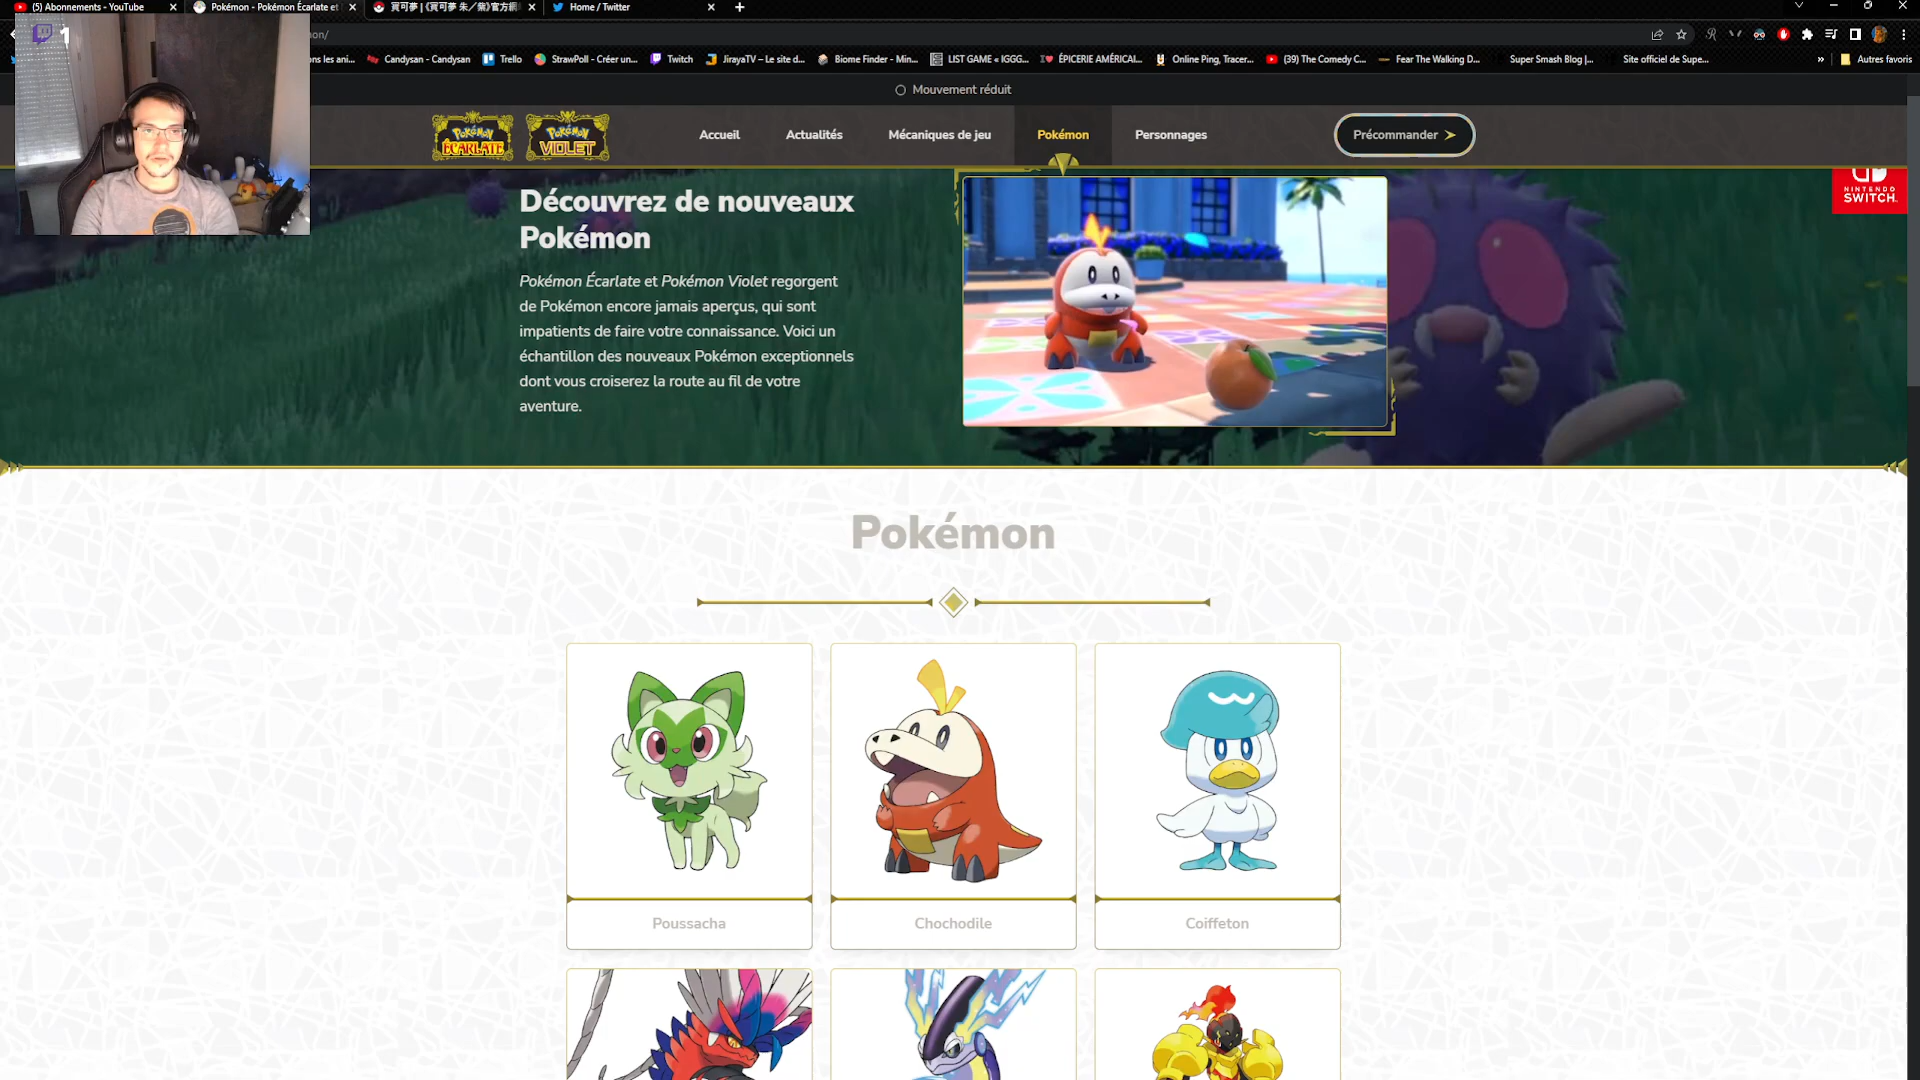 (5) Abonnements - YouTube
Pokémon - Pokémon Écarlate et
Home / Twitter
mon/
ons les ani...
Candysan - Candysan
Trello
StrawPoll - Créer un...
Twitch
JirayaTV – Le site d...
Biome Finder - Min...
LIST GAME « IGGG...
ÉPICERIE AMÉRICAI...
Online Ping, Tracer...
(39) The Comedy C...
Fear The Walking D...
Super Smash Blog |...
Site officiel de Supe...
»
Autres favoris
Mouvement réduit
POKÉMON ÉCARLATE
POKÉMON VIOLET
Accueil
Actualités
Mécaniques de jeu
Pokémon
Personnages
Précommander
NINTENDO
SWITCH
Découvrez de nouveaux
Pokémon
Pokémon Écarlate et Pokémon Violet regorgent
de Pokémon encore jamais aperçus, qui sont
impatients de faire votre connaissance. Voici un
échantillon des nouveaux Pokémon exceptionnels
dont vous croiserez la route au fil de votre
aventure.
Pokémon
Poussacha
Chochodile
Coiffeton